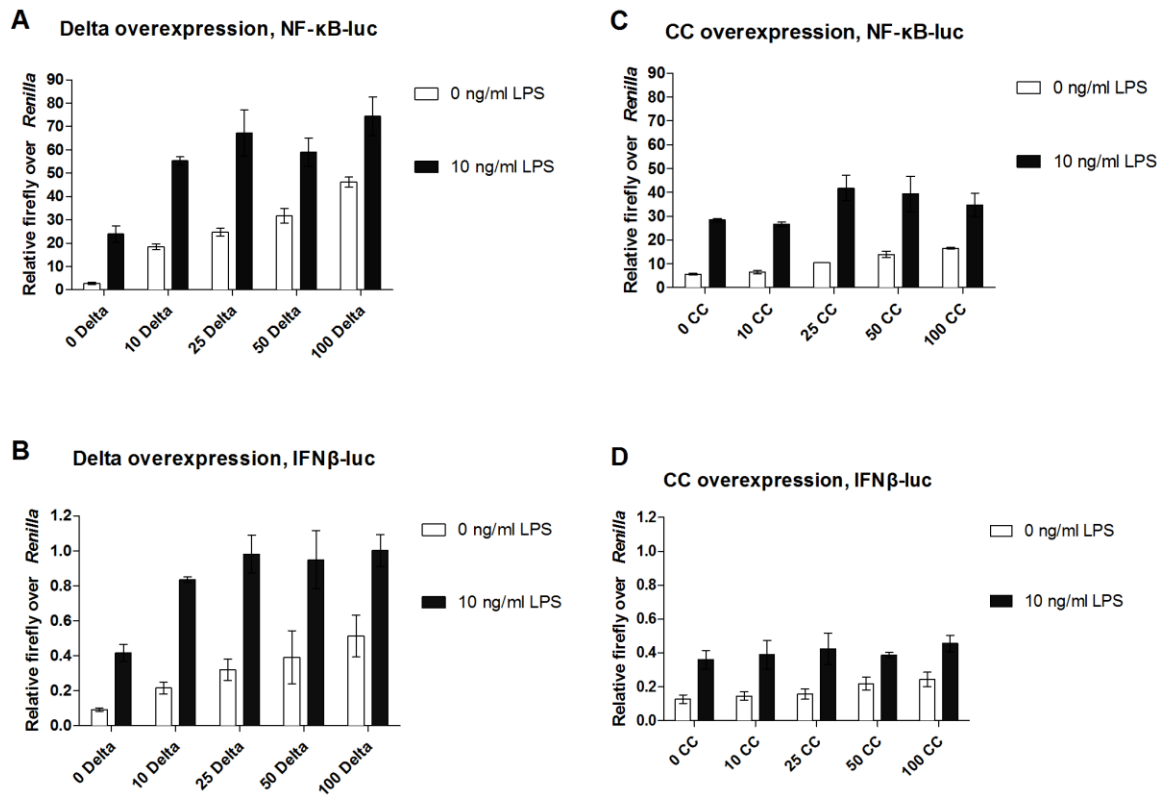 A
Delta overexpression, NF-κB-luc
Relative firefly over Renilla
90
80
70
60
50
40
30
20
10
0
0 Delta
10 Delta
25 Delta
50 Delta
100 Delta
0 ng/ml LPS
10 ng/ml LPS
C
CC overexpression, NF-κB-luc
Relative firefly over Renilla
90
80
70
60
50
40
30
20
10
0
0 CC
10 CC
25 CC
50 CC
100 CC
0 ng/ml LPS
10 ng/ml LPS
B
Delta overexpression, IFNβ-luc
Relative firefly over Renilla
1.2
1.0
0.8
0.6
0.4
0.2
0.0
0 Delta
10 Delta
25 Delta
50 Delta
100 Delta
0 ng/ml LPS
10 ng/ml LPS
D
CC overexpression, IFNβ-luc
Relative firefly over Renilla
1.2
1.0
0.8
0.6
0.4
0.2
0.0
0 CC
10 CC
25 CC
50 CC
100 CC
0 ng/ml LPS
10 ng/ml LPS